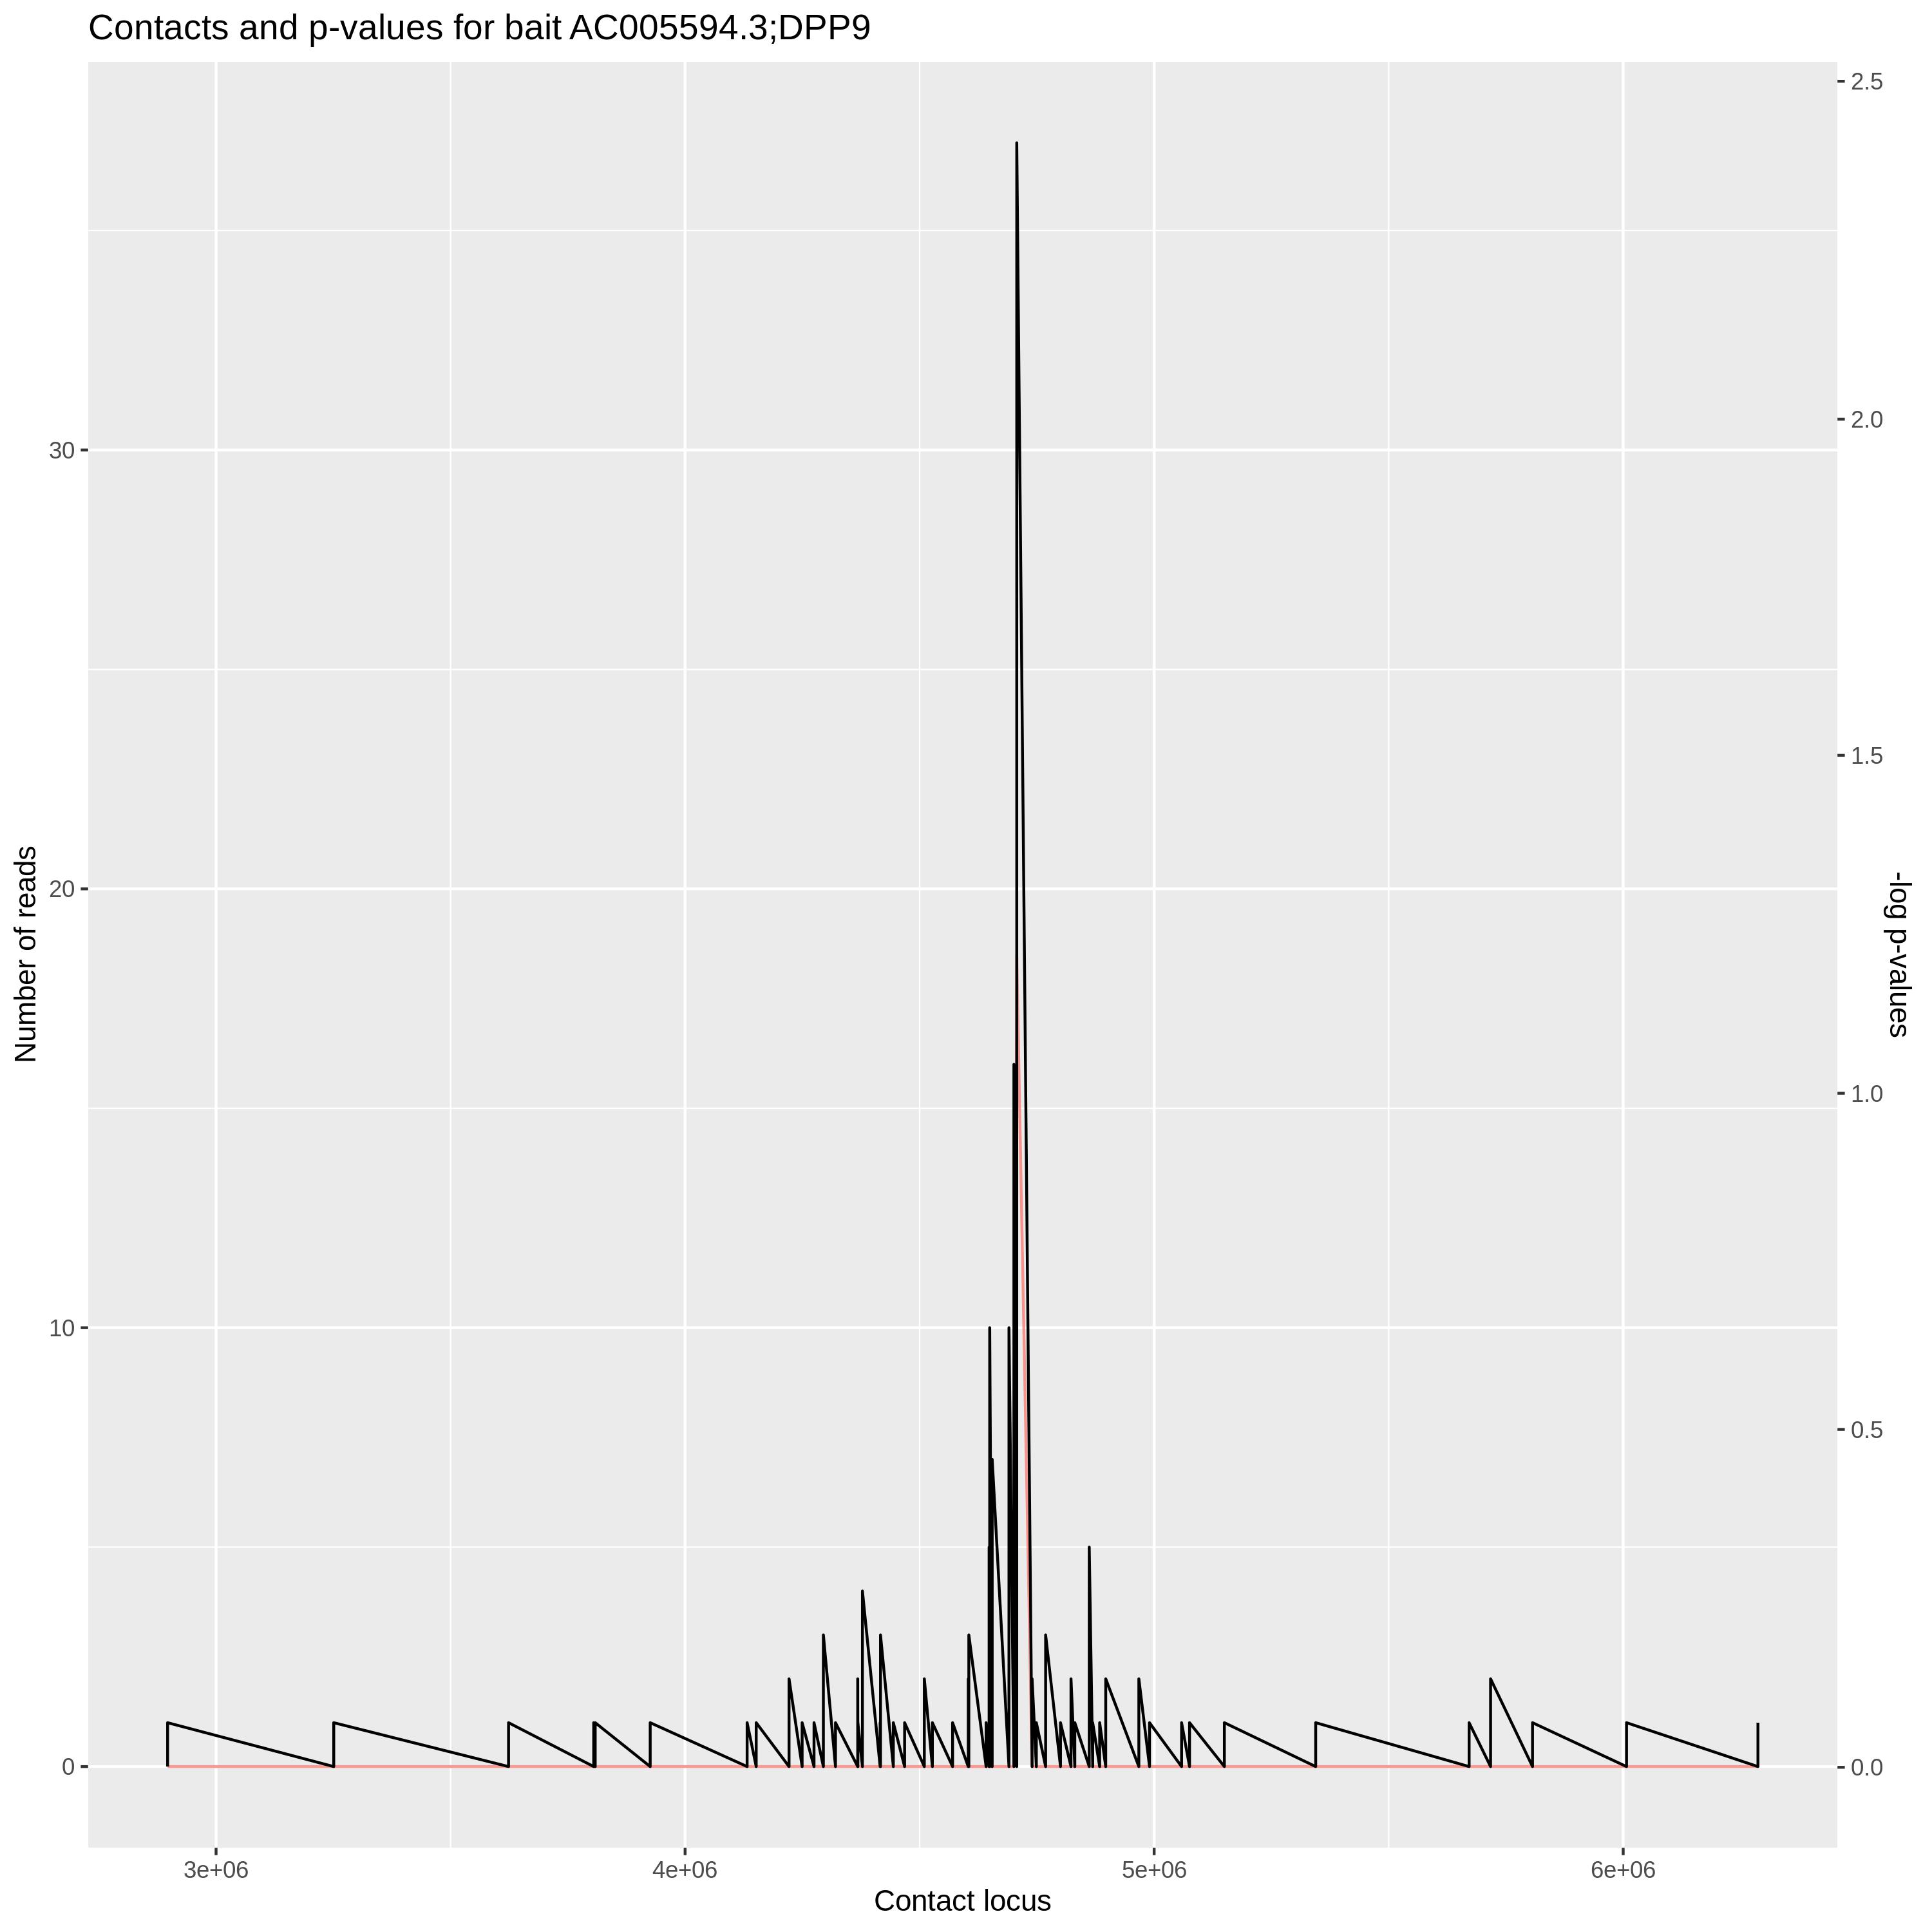 Contacts and p-values for bait AC005594.3;DPP9
Number of reads
30
20
10
0
2.5
2.0
1.5
1.0
0.5
0.0
-log p-values
3e+06
4e+06
5e+06
6e+06
Contact locus